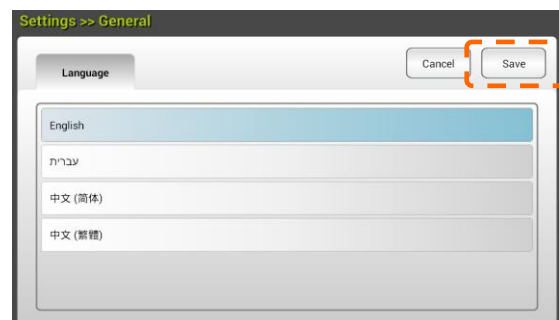 Settings >> General
Language
Cancel
Save
English
עברית
中文 (简体)
中文 (繁體)